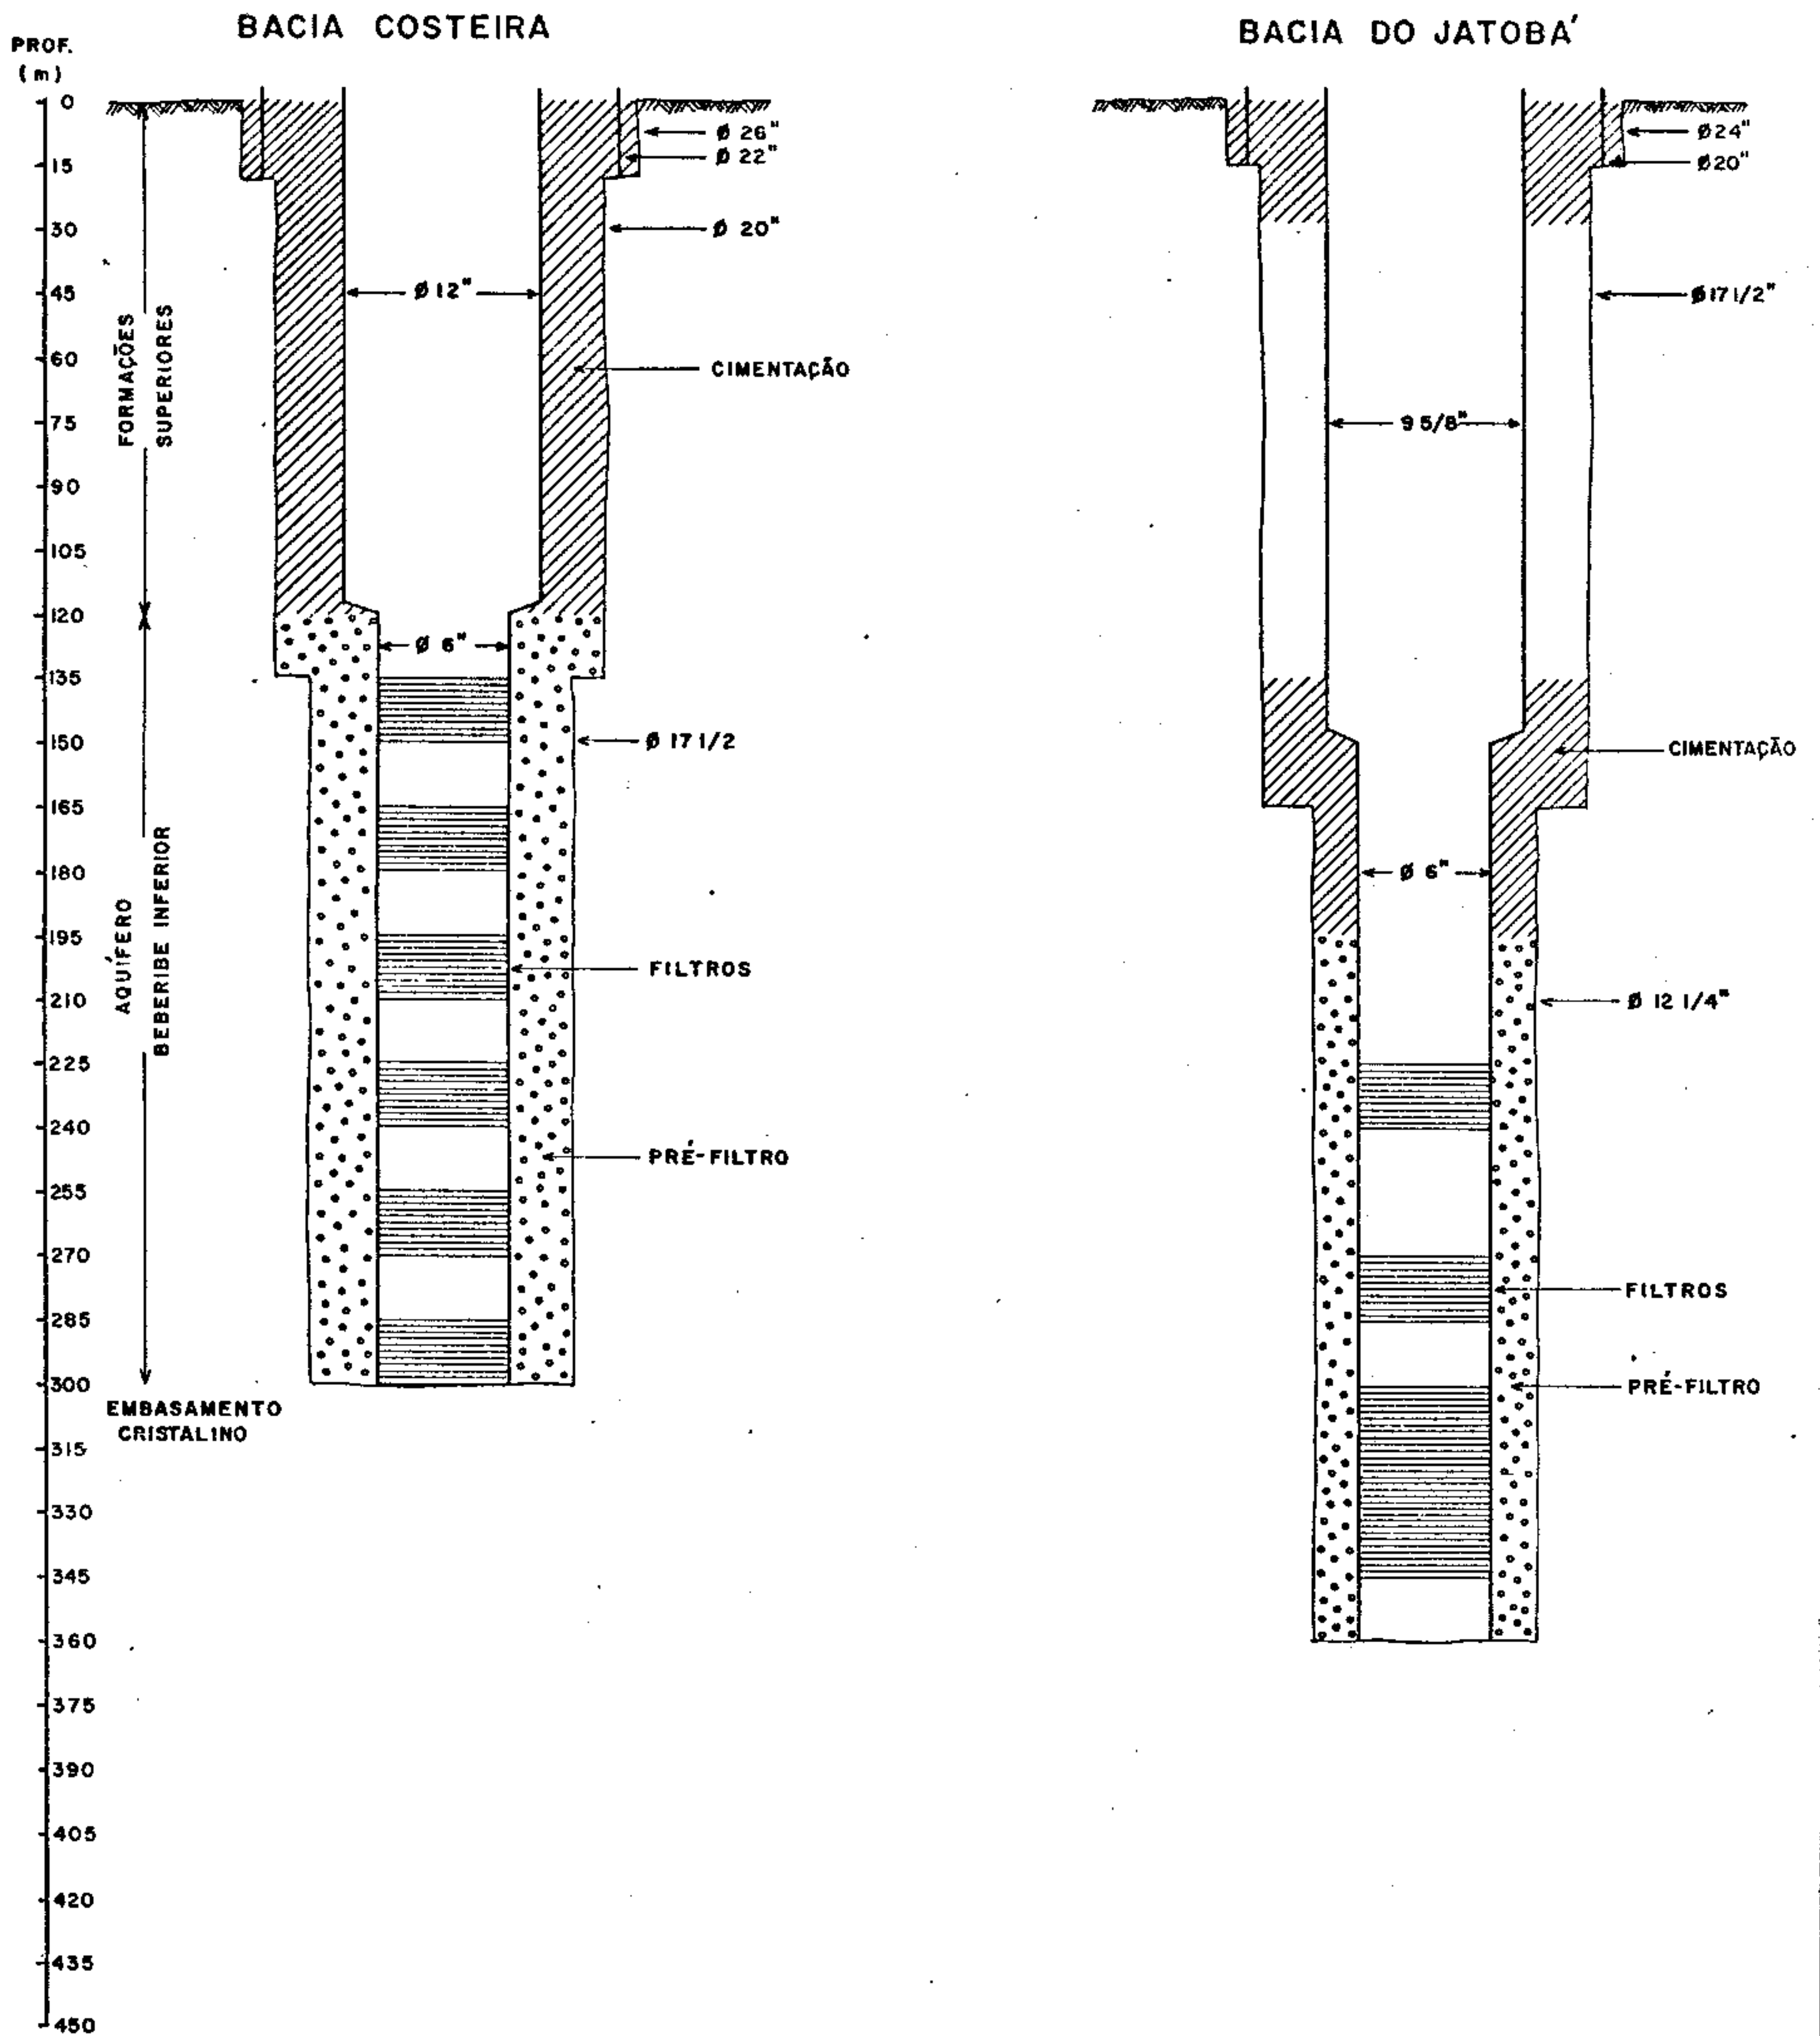 BACIA COSTEIRA
BACIA DO JATOBÁ
PROF.
(m)
0
15
30
45
60
75
90
105
120
135
150
165
180
195
210
225
240
255
270
285
300
315
330
345
360
375
390
405
420
435
450
FORMAÇÕES
SUPERIORES
AQUÍFERO
BEBERIBE INFERIOR
EMBASAMENTO
CRISTALINO
Ø 26"
Ø 22"
Ø 20"
Ø 12"
CIMENTAÇÃO
Ø 6"
Ø 17 1/2
FILTROS
PRÉ-FILTRO
Ø 24"
Ø 20"
Ø 17 1/2"
9 5/8"
CIMENTAÇÃO
Ø 6"
Ø 12 1/4"
FILTROS
PRÉ-FILTRO